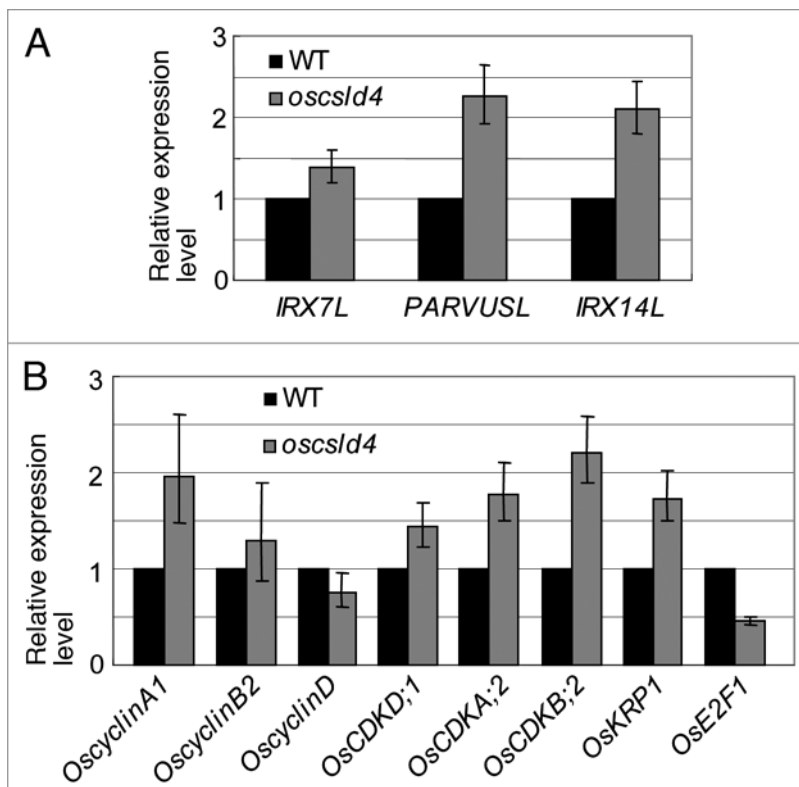 A
Relative expression
level
3
2
1
0
WT
oscsld4
IRX7L PARVUSL IRX14L
B
Relative expression
level
3
2
1
0
WT
oscsld4
OscyclinA1 OscyclinB2 OscyclinD OsCDKD;1 OsCDKA;2 OsCDKB;2 OsKRP1 OsE2F1